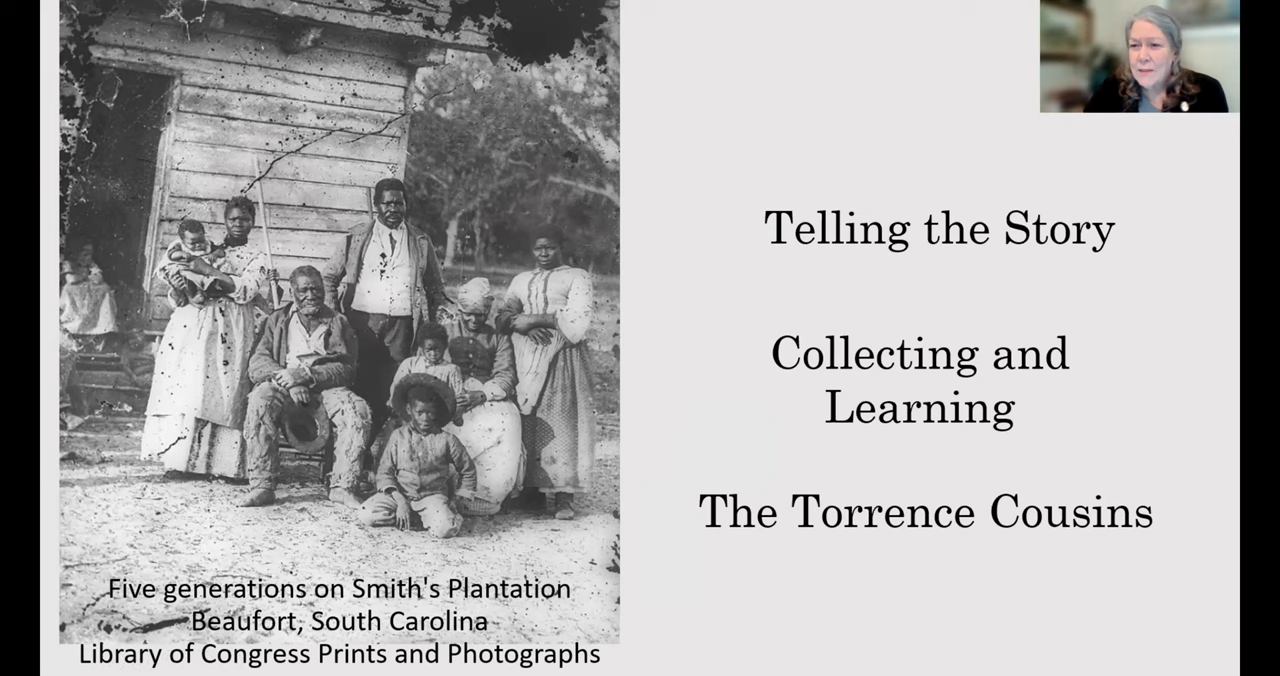 Telling the Story
Collecting and
Learning
The Torrence Cousins
Five generations on Smith's Plantation
Beaufort, South Carolina
Library of Congress Prints and Photographs